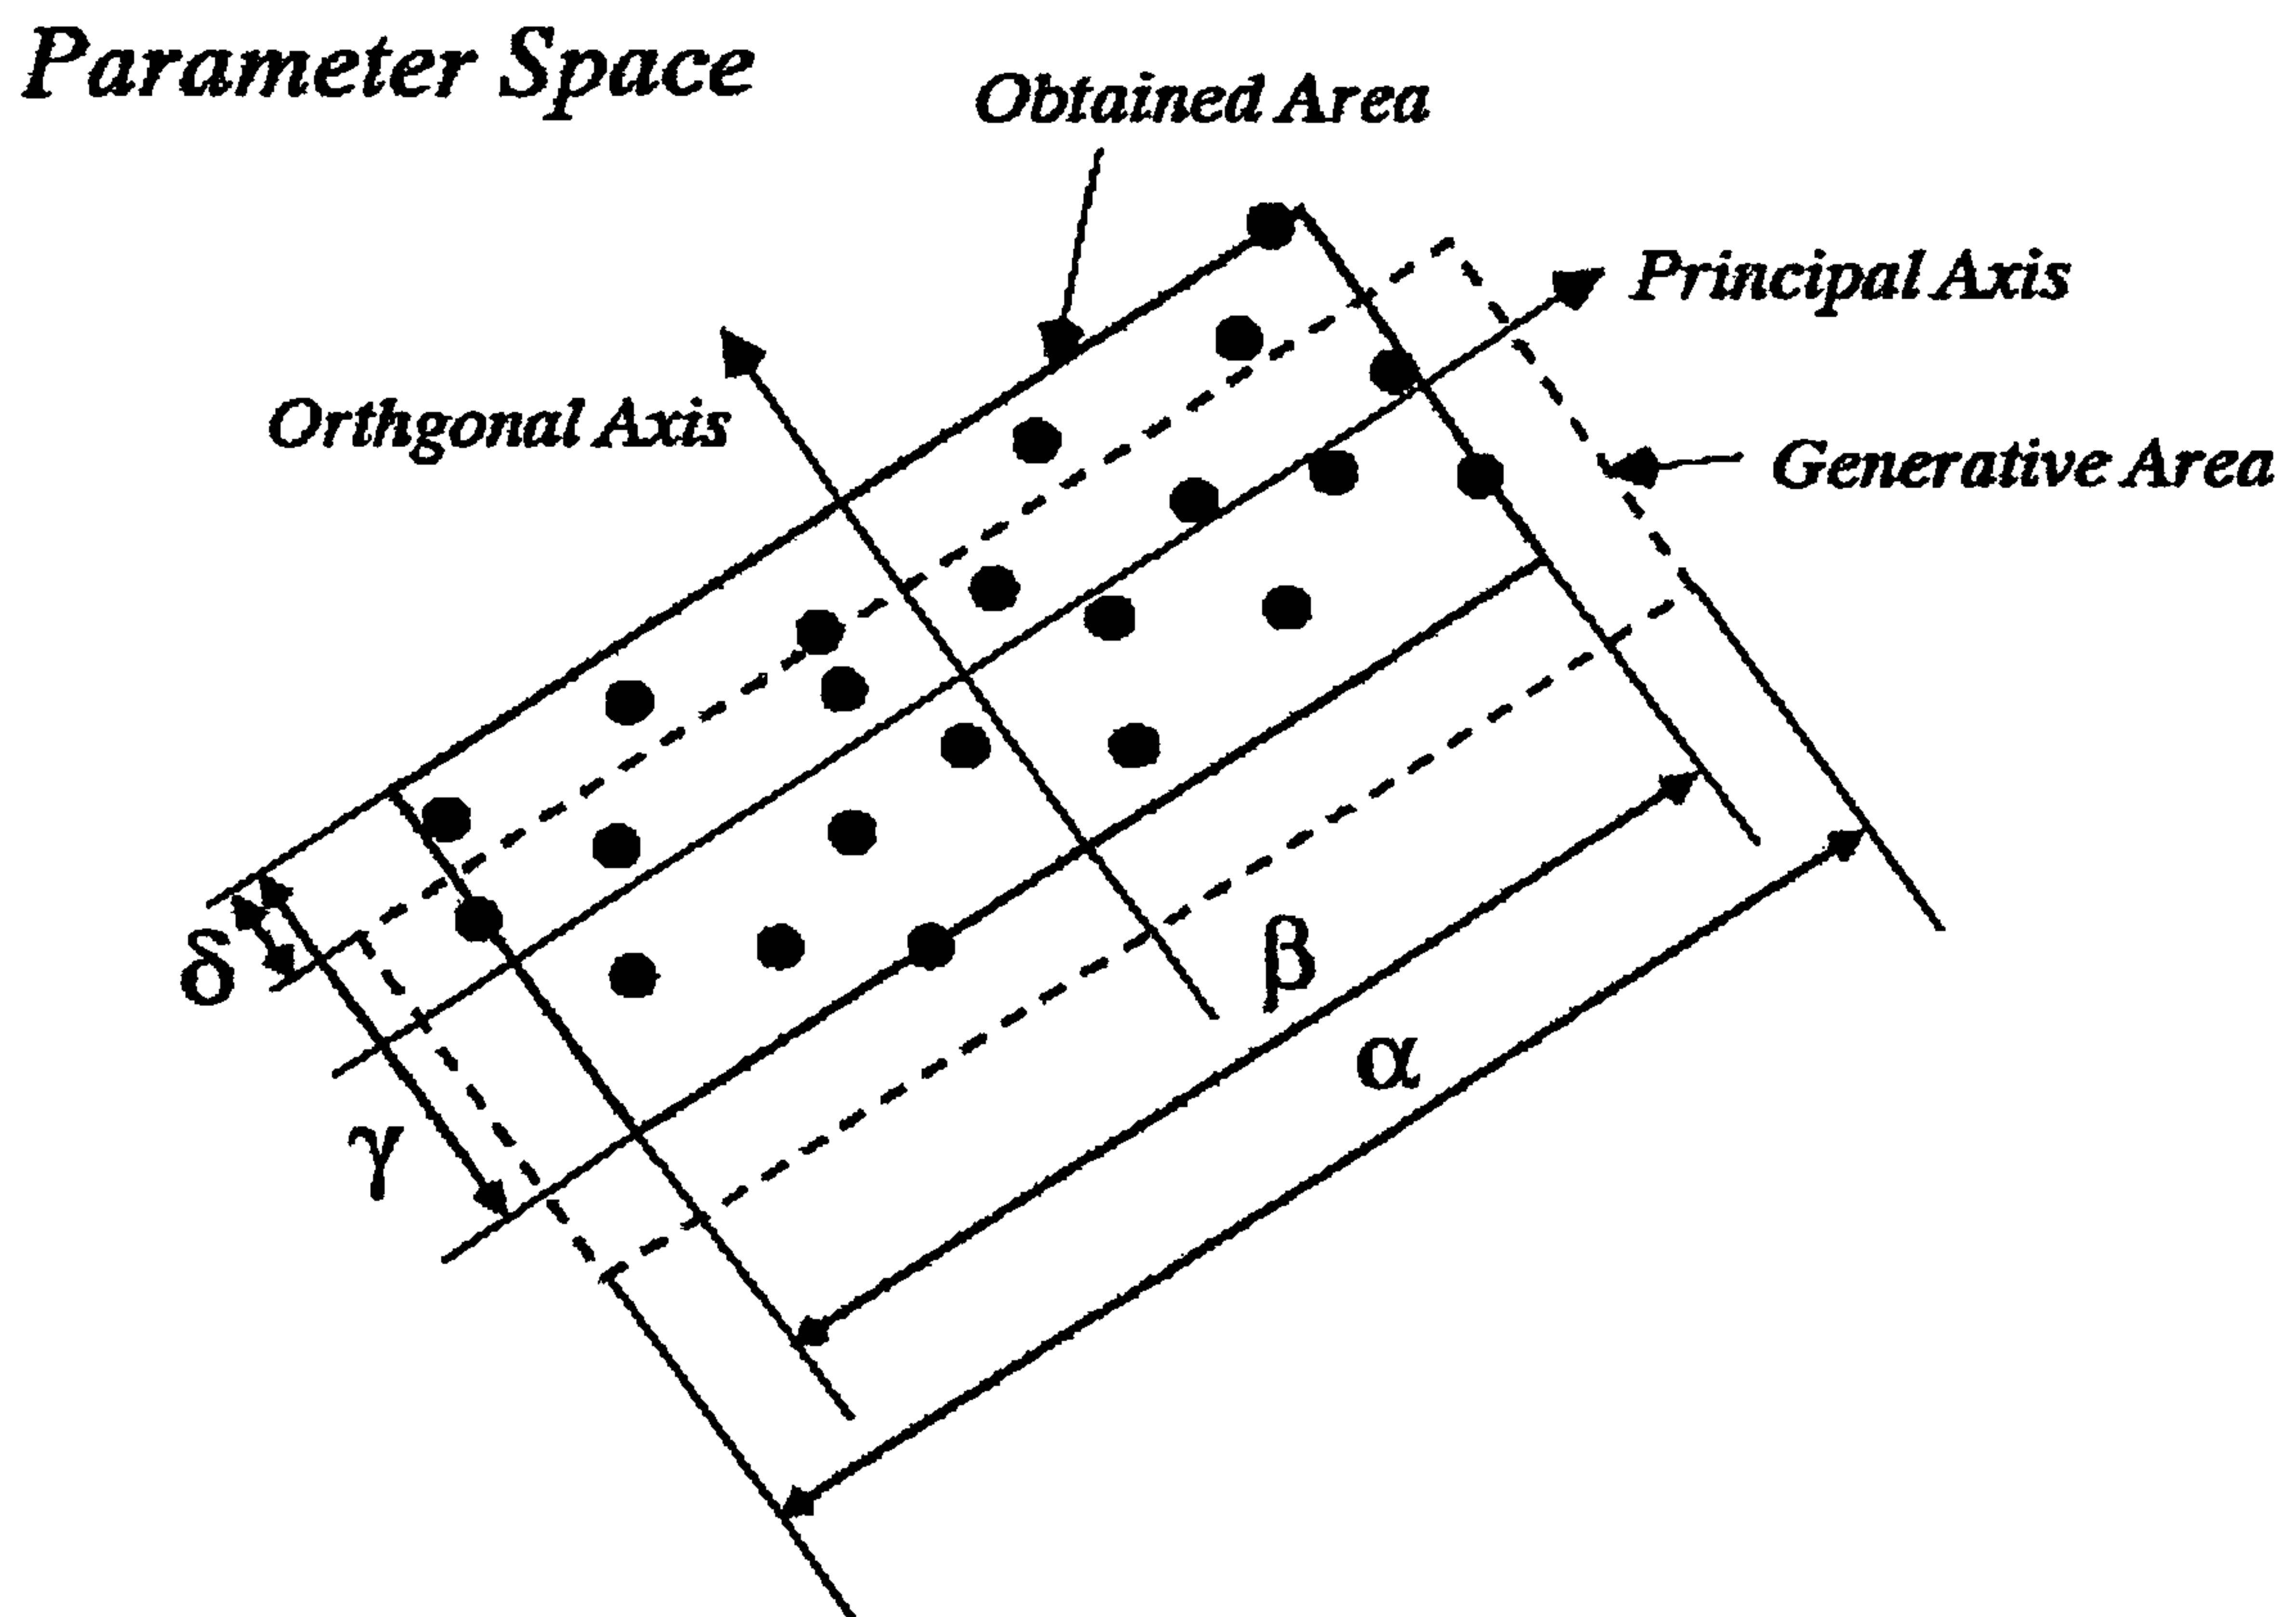 Parameter Space
Obtained Area
Principal Axis
Orthgonal Axis
Generative Area
δ
β
α
γ